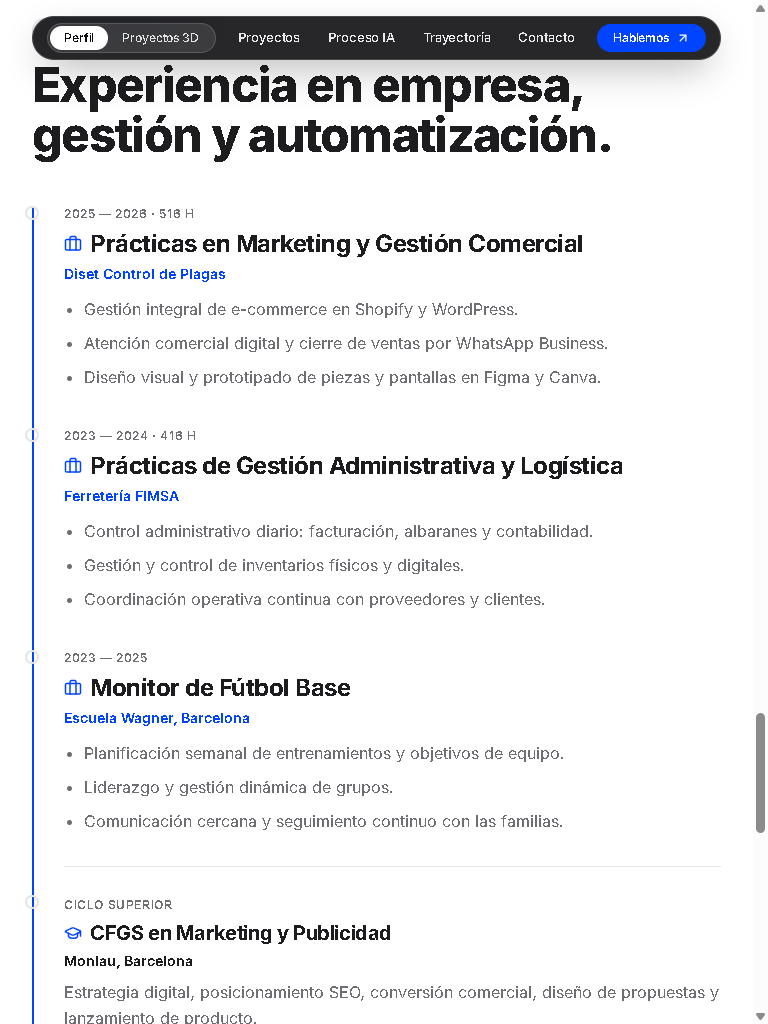 Perfil
Proyectos 3D
Proyectos
Proceso IA
Trayectoria
Contacto
Hablemos
Experiencia en empresa,
gestión y automatización.
2025 — 2026 · 516 H
Prácticas en Marketing y Gestión Comercial
Diset Control de Plagas
• Gestión integral de e-commerce en Shopify y WordPress.
• Atención comercial digital y cierre de ventas por WhatsApp Business.
• Diseño visual y prototipado de piezas y pantallas en Figma y Canva.
2023 — 2024 · 416 H
Prácticas de Gestión Administrativa y Logística
Ferretería FIMSA
• Control administrativo diario: facturación, albaranes y contabilidad.
• Gestión y control de inventarios físicos y digitales.
• Coordinación operativa continua con proveedores y clientes.
2023 — 2025
Monitor de Fútbol Base
Escuela Wagner, Barcelona
• Planificación semanal de entrenamientos y objetivos de equipo.
• Liderazgo y gestión dinámica de grupos.
• Comunicación cercana y seguimiento continuo con las familias.
CICLO SUPERIOR
CFGS en Marketing y Publicidad
Monlau, Barcelona
Estrategia digital, posicionamiento SEO, conversión comercial, diseño de propuestas y
lanzamiento de producto.